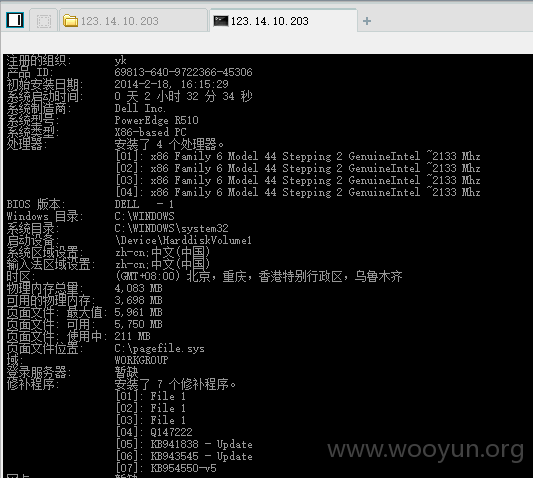 123.14.10.203
123.14.10.203
注册的组织: yk
产品 ID: 69813-640-9722366-45306
初始安装日期: 2014-2-18, 16:15:29
系统启动时间: 0 天 2 小时 32 分 34 秒
系统制造商: Dell Inc.
系统型号: PowerEdge R510
系统类型: X86-based PC
处理器: 安装了 4 个处理器。
[01]: x86 Family 6 Model 44 Stepping 2 GenuineIntel ~2133 Mhz
[02]: x86 Family 6 Model 44 Stepping 2 GenuineIntel ~2133 Mhz
[03]: x86 Family 6 Model 44 Stepping 2 GenuineIntel ~2133 Mhz
[04]: x86 Family 6 Model 44 Stepping 2 GenuineIntel ~2133 Mhz
BIOS 版本: DELL - 1
Windows 目录: C:\WINDOWS
系统目录: C:\WINDOWS\system32
启动设备: \Device\HarddiskVolume1
系统区域设置: zh-cn;中文(中国)
输入法区域设置: zh-cn;中文(中国)
时区: (GMT+08:00) 北京，重庆，香港特别行政区，乌鲁木齐
物理内存总量: 4,083 MB
可用的物理内存: 3,698 MB
页面文件: 最大值: 5,961 MB
页面文件: 可用: 5,750 MB
页面文件: 使用中: 211 MB
页面文件位置: C:\pagefile.sys
域: WORKGROUP
登录服务器: 暂缺
修补程序: 安装了 7 个修补程序。
[01]: File 1
[02]: File 1
[03]: File 1
[04]: Q147222
[05]: KB941838 - Update
[06]: KB943545 - Update
[07]: KB954550-v5
www.wooyun.org